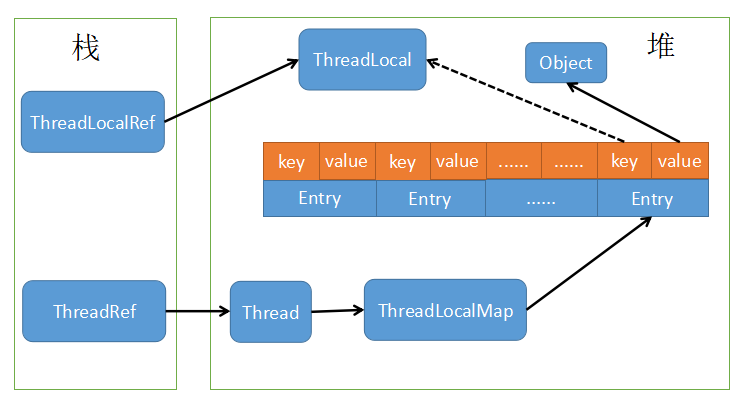 栈
堆
ThreadLocal
Object
ThreadLocalRef
key value key value ...... ...... key value
Entry Entry ...... Entry
ThreadRef
Thread
ThreadLocalMap